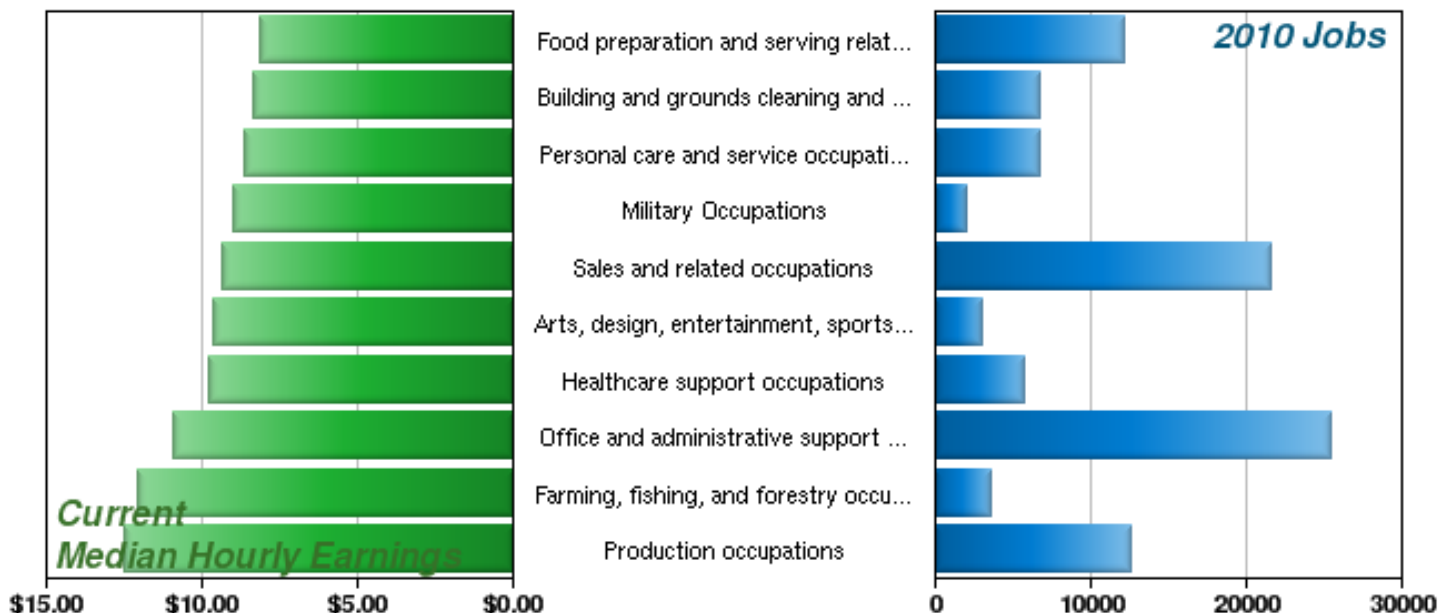 2010 Jobs
Food preparation and serving relat...
Building and grounds cleaning and ...
Personal care and service occupati...
Military Occupations
Sales and related occupations
Arts, design, entertainment, sports...
Healthcare support occupations
Office and administrative support ...
Farming, fishing, and forestry occu...
Production occupations
Current
Median Hourly Earnings
$15.00 $10.00 $5.00 $0.00 0 10000 20000 30000